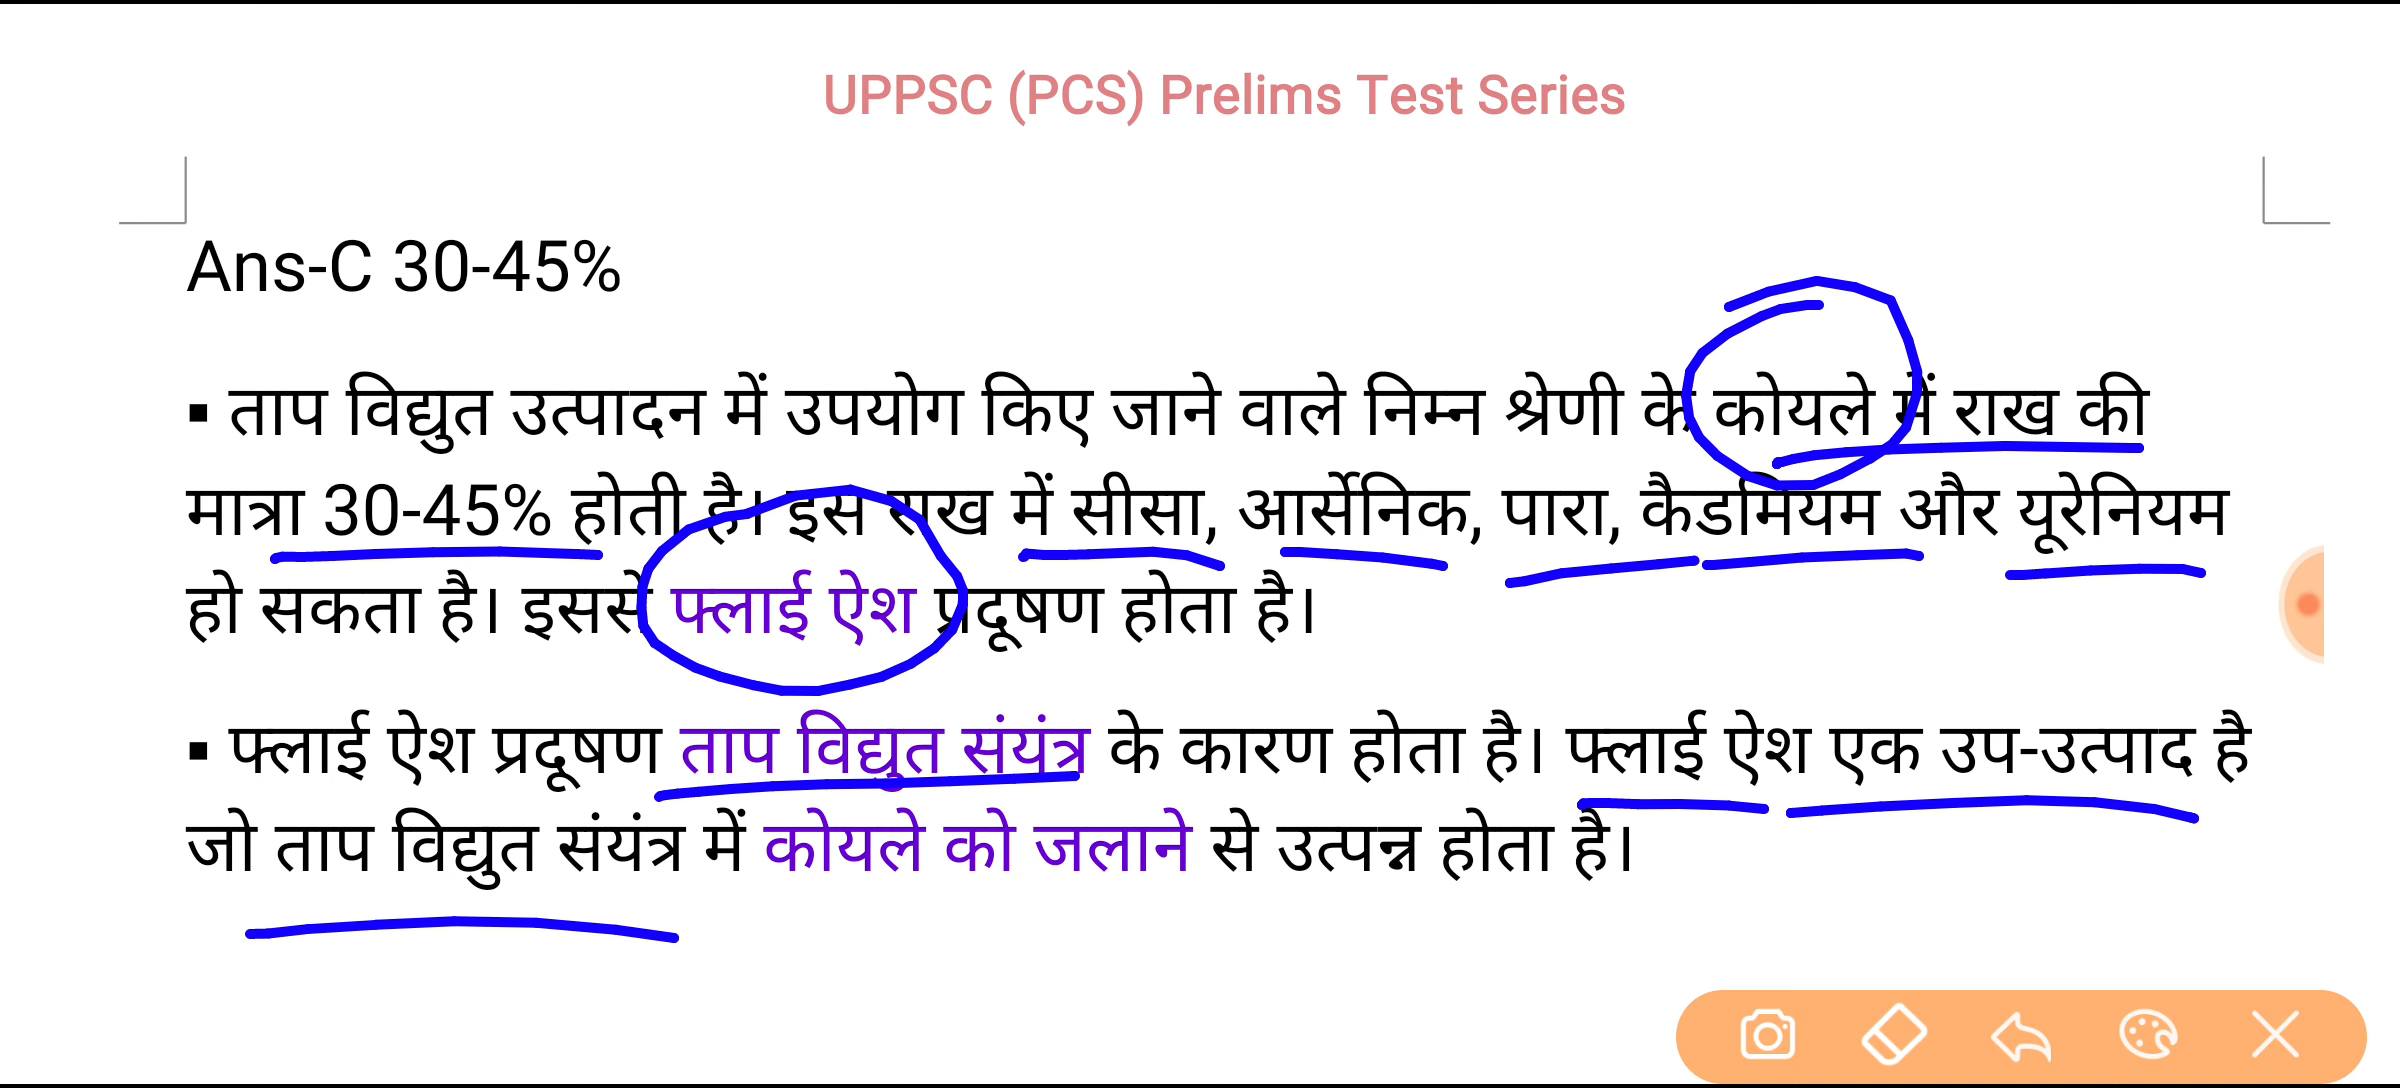 UPPSC (PCS) Prelims Test Series
Ans-C 30-45%
▪ ताप विद्युत उत्पादन में उपयोग किए जाने वाले निम्न श्रेणी के कोयले में राख की
मात्रा 30-45% होती है। इस राख में सीसा, आर्सेनिक, पारा, कैडमियम और यूरेनियम
हो सकता है। इससे फ्लाई ऐश प्रदूषण होता है।
▪ फ्लाई ऐश प्रदूषण ताप विद्युत संयंत्र के कारण होता है। फ्लाई ऐश एक उप-उत्पाद है
जो ताप विद्युत संयंत्र में कोयले को जलाने से उत्पन्न होता है।